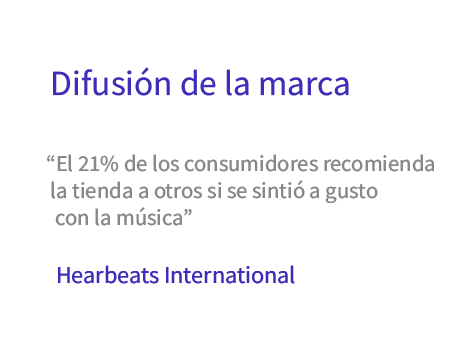 Difusión de la marca
“El 21% de los consumidores recomienda
la tienda a otros si se sintió a gusto
con la música”
Hearbeats International